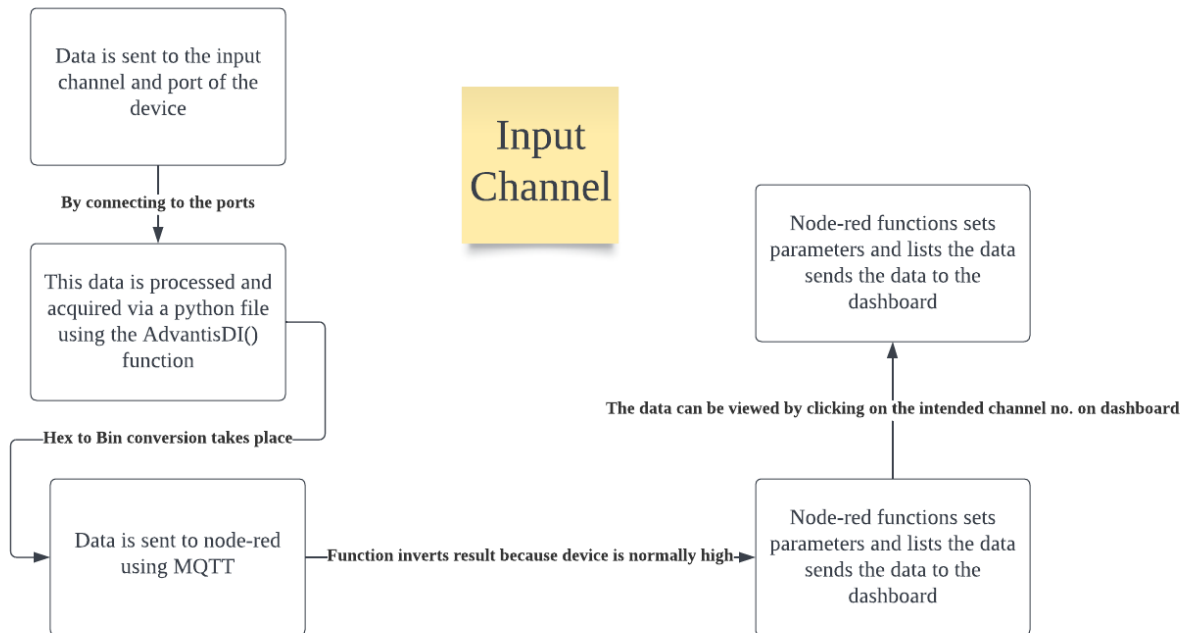 Data is sent to the input
channel and port of the
device
By connecting to the ports
This data is processed and
acquired via a python file
using the AdvantisDI()
function
Hex to Bin conversion takes place
Data is sent to node-red
using MQTT
Function inverts result because device is normally high
Node-red functions sets
parameters and lists the data
sends the data to the
dashboard
The data can be viewed by clicking on the intended channel no. on dashboard
Node-red functions sets
parameters and lists the data
sends the data to the
dashboard
Input
Channel